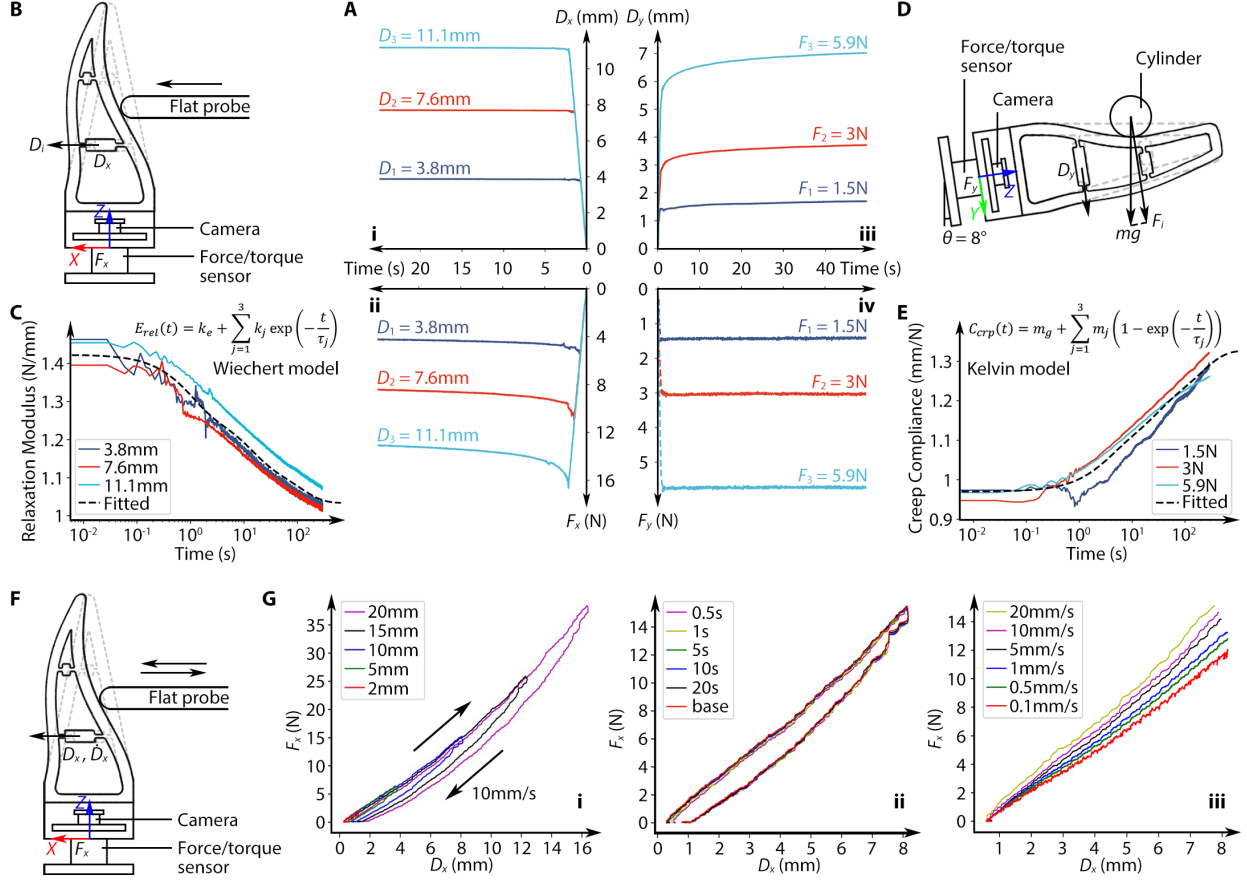 B
Flat probe
D_i
D_x
Z
Camera
X
F_x
Force/torque
sensor
A
D_x (mm)
D_3 = 11.1mm
D_2 = 7.6mm
D_1 = 3.8mm
10
8
6
4
2
0
i
Time (s) 20 15 10 5 0
D_y (mm)
7
6
5
4
3
2
1
0
F_3 = 5.9N
F_2 = 3N
F_1 = 1.5N
iii
0 10 20 30 40 Time (s)
ii
0
4
8
12
16
D_1 = 3.8mm
D_2 = 7.6mm
D_3 = 11.1mm
F_x (N)
iv
0
1
2
3
4
5
F_1 = 1.5N
F_2 = 3N
F_3 = 5.9N
F_y (N)
D
Force/torque
sensor
Camera
Cylinder
F_y
Z
Y
D_y
θ = 8°
mg
F_i
C
E_rel(t) = k_e + ∑_{j=1}^{3} k_j exp(−t/τ_j)
Wiechert model
Relaxation Modulus (N/mm)
1.4
1.3
1.2
1.1
1
3.8mm
7.6mm
11.1mm
Fitted
10^-2 10^-1 10^0 10^1 10^2
Time (s)
E
C_crp(t) = m_g + ∑_{j=1}^{3} m_j (1 − exp(−t/τ_j))
Kelvin model
Creep Compliance (mm/N)
1.3
1.2
1.1
1
0.9
1.5N
3N
5.9N
Fitted
10^-2 10^-1 10^0 10^1 10^2
Time (s)
F
Flat probe
D_x , Ḋ_x
Z
Camera
X
F_x
Force/torque
sensor
G
F_x (N)
35
30
25
20
15
10
5
0
20mm
15mm
10mm
5mm
2mm
10mm/s
i
0 2 4 6 8 10 12 14 16
D_x (mm)
F_x (N)
14
12
10
8
6
4
2
0
0.5s
1s
5s
10s
20s
base
ii
0 1 2 3 4 5 6 7 8
D_x (mm)
F_x (N)
14
12
10
8
6
4
2
0
20mm/s
10mm/s
5mm/s
1mm/s
0.5mm/s
0.1mm/s
iii
0 1 2 3 4 5 6 7 8
D_x (mm)